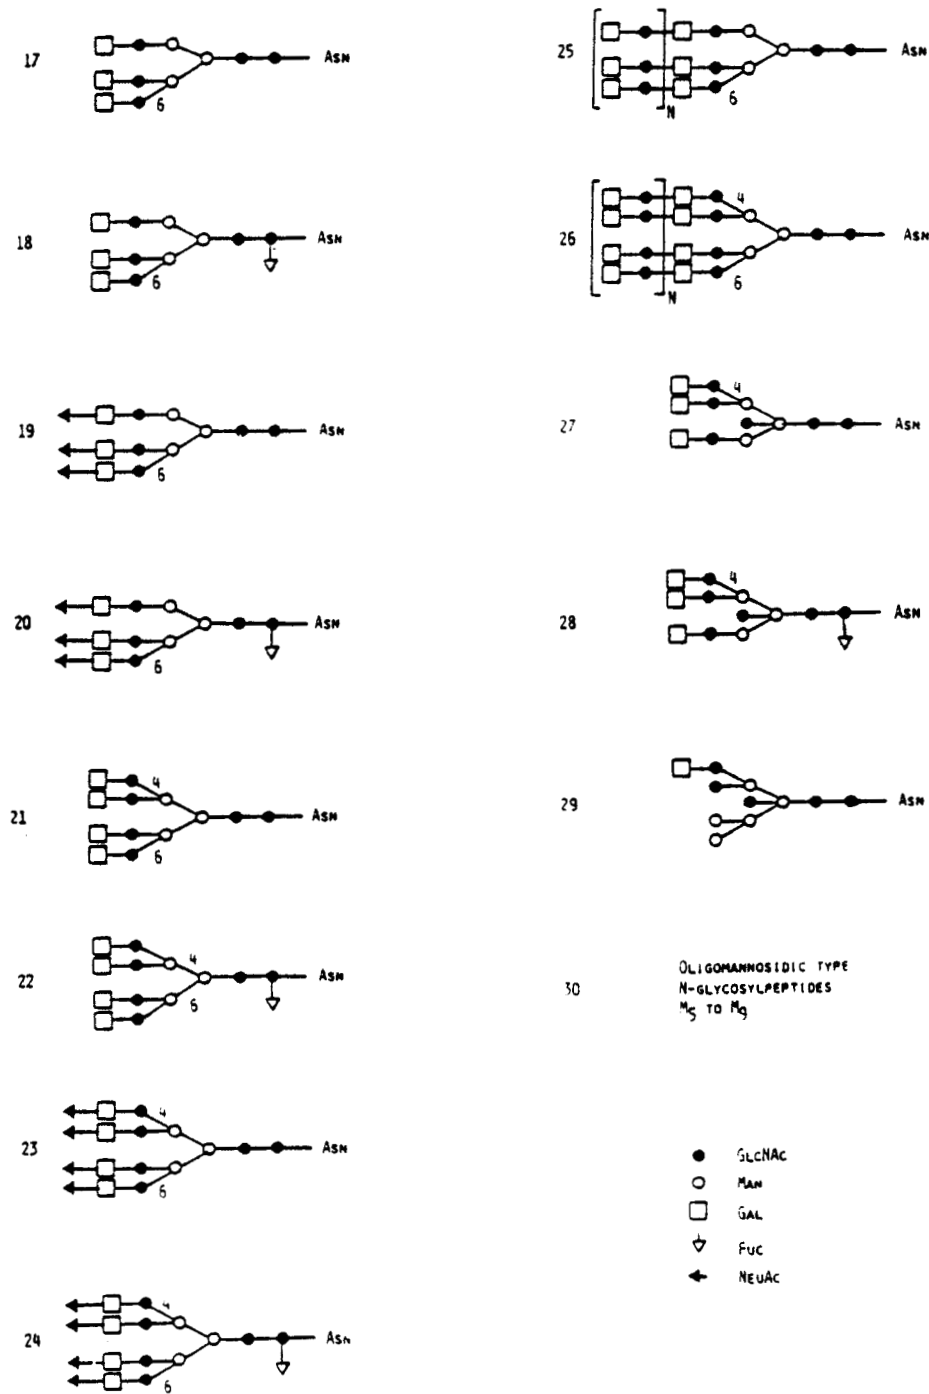 17
ASN
6
18
ASN
6
19
ASN
6
20
ASN
6
21
4
ASN
6
22
4
ASN
6
23
4
ASN
6
24
4
ASN
6
25
ASN
6
N
26
4
ASN
6
N
27
4
ASN
28
4
ASN
29
ASN
30
OLIGOMANNOSIDIC TYPE
N-GLYCOSYLPEPTIDES
M5 TO M9
GLCNAC
MAN
GAL
FUC
NEUAC